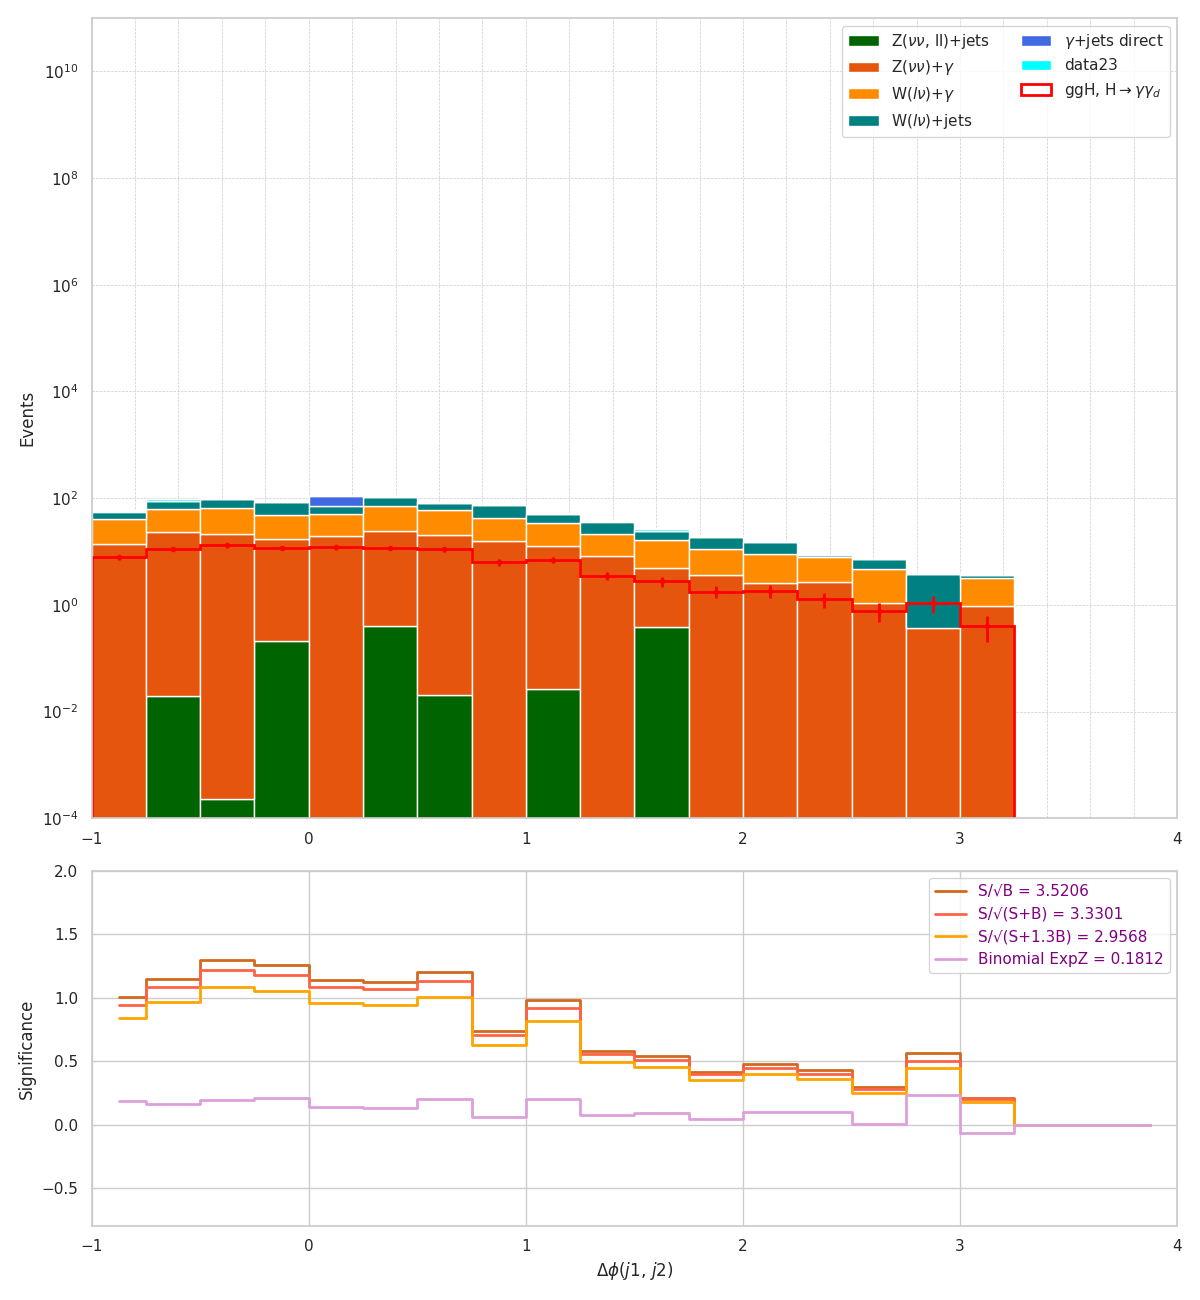 Z(νν, ll)+jets
Z(νν)+γ
W(lν)+γ
W(lν)+jets
γ+jets direct
data23
ggH, H→γγ_d
10^10
10^8
10^6
10^4
10^2
10^0
10^−2
10^−4
Events
−1 0 1 2 3 4
S/√B = 3.5206
S/√(S+B) = 3.3301
S/√(S+1.3B) = 2.9568
Binomial ExpZ = 0.1812
2.0
1.5
1.0
0.5
0.0
−0.5
Significance
−1 0 1 2 3 4
Δϕ(j1, j2)